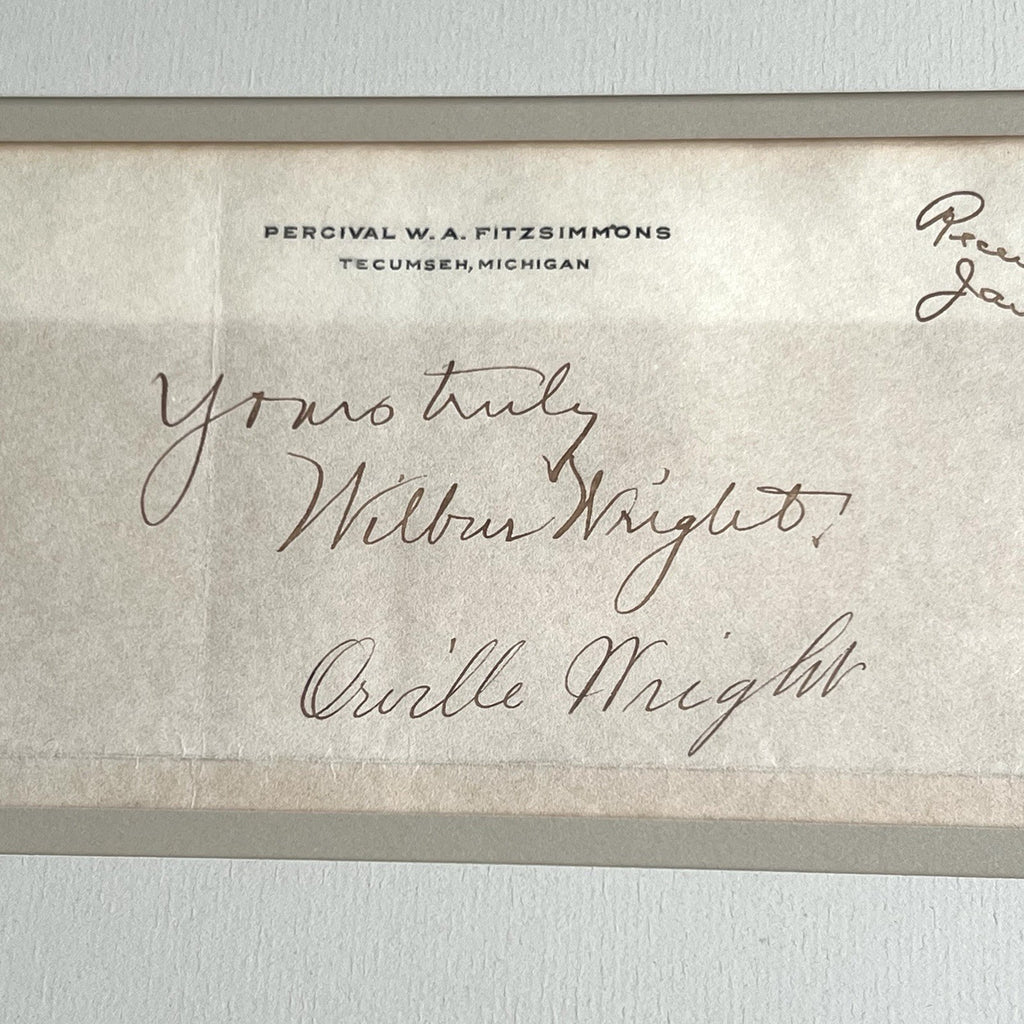 PERCIVAL W. A. FITZSIMMONS
TECUMSEH, MICHIGAN
Yours truly
Wilbur Wright.
Orville Wright